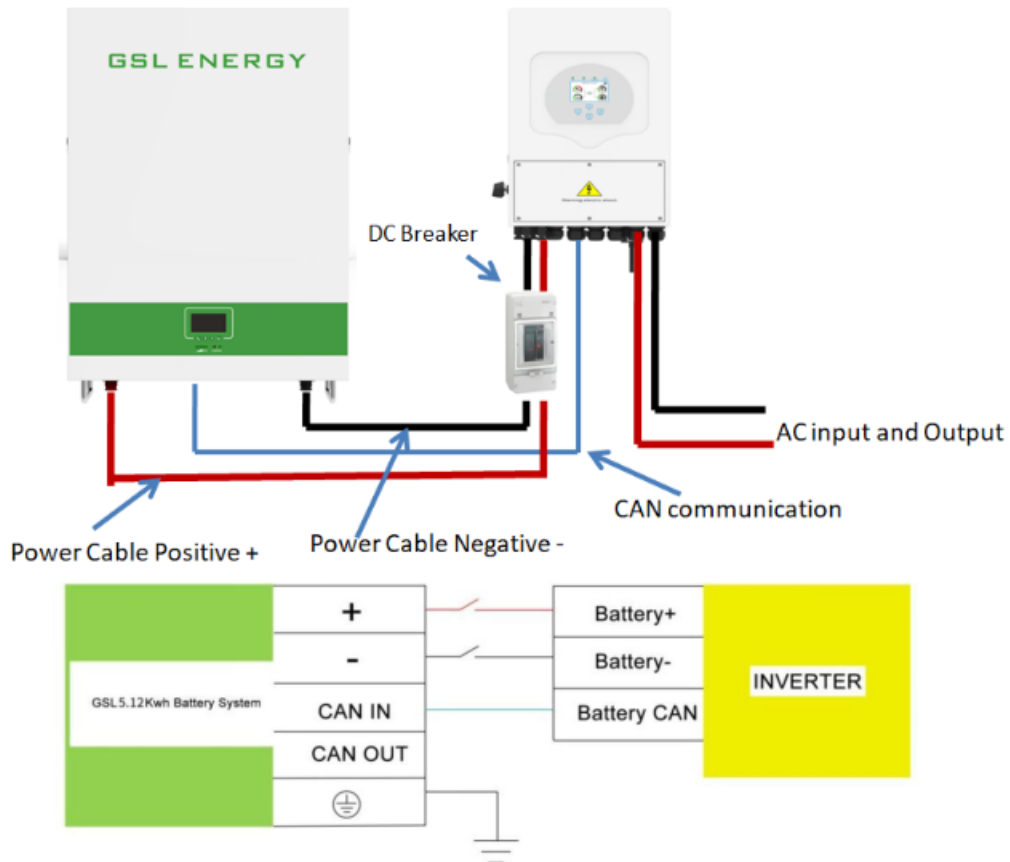 GSL ENERGY
DC Breaker
AC input and Output
CAN communication
Power Cable Positive +
Power Cable Negative -
+
-
CAN IN
CAN OUT
GSL5.12Kwh Battery System
Battery+
Battery-
Battery CAN
INVERTER